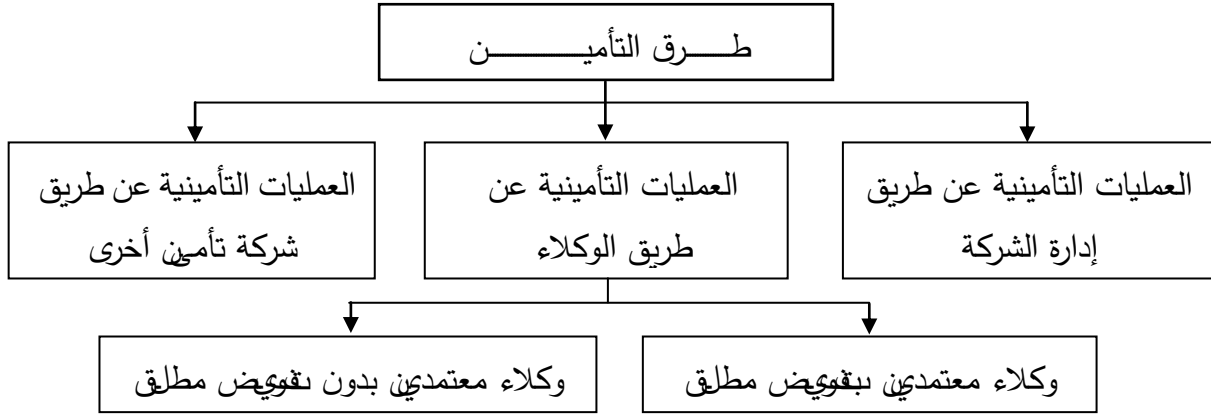 طـــرق التأميـــــــن
العمليات التأمينية عن طريق
إدارة الشركة
العمليات التأمينية عن
طريق الوكلاء
العمليات التأمينية عن طريق
شركة تأمين أخرى
وكلاء معتمدين بتفويض مطلق
وكلاء معتمدين بدون تفويض مطلق